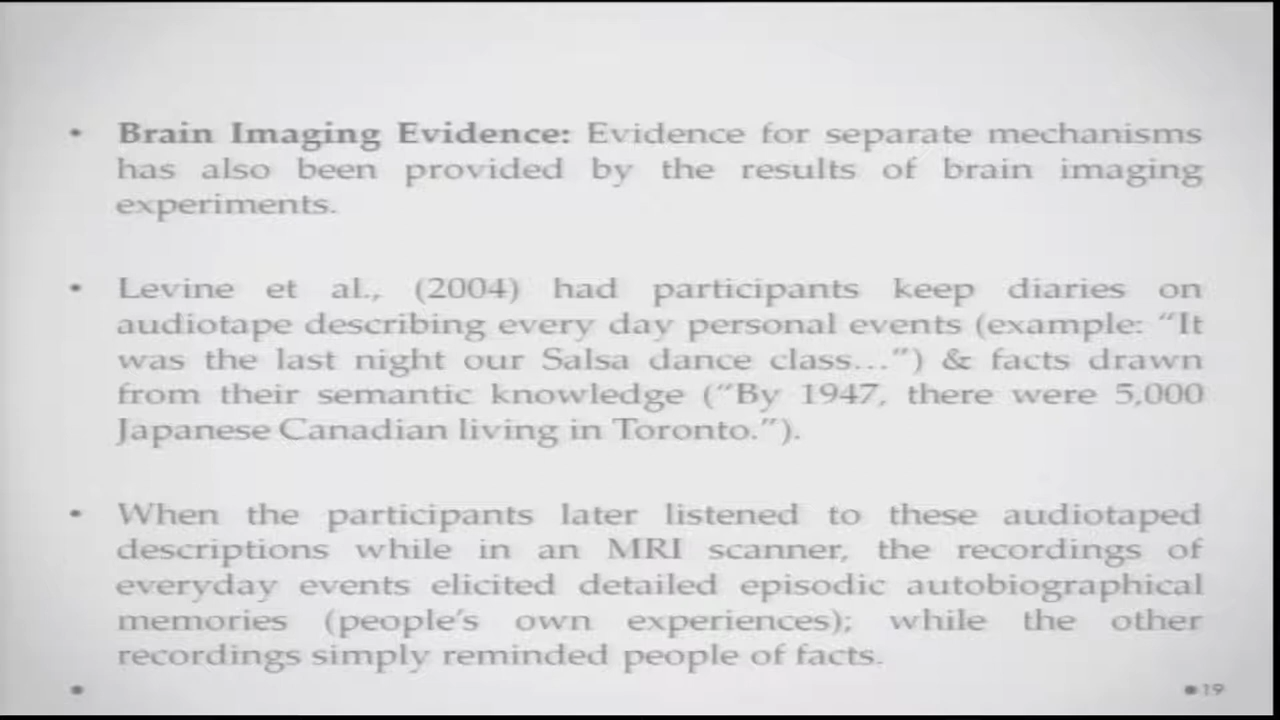 • Brain Imaging Evidence: Evidence for separate mechanisms
has also been provided by the results of brain imaging
experiments.
• Levine et al., (2004) had participants keep diaries on
audiotape describing every day personal events (example: “It
was the last night our Salsa dance class...”) & facts drawn
from their semantic knowledge (“By 1947, there were 5,000
Japanese Canadian living in Toronto.”).
• When the participants later listened to these audiotaped
descriptions while in an MRI scanner, the recordings of
everyday events elicited detailed episodic autobiographical
memories (people’s own experiences); while the other
recordings simply reminded people of facts.
•
•19